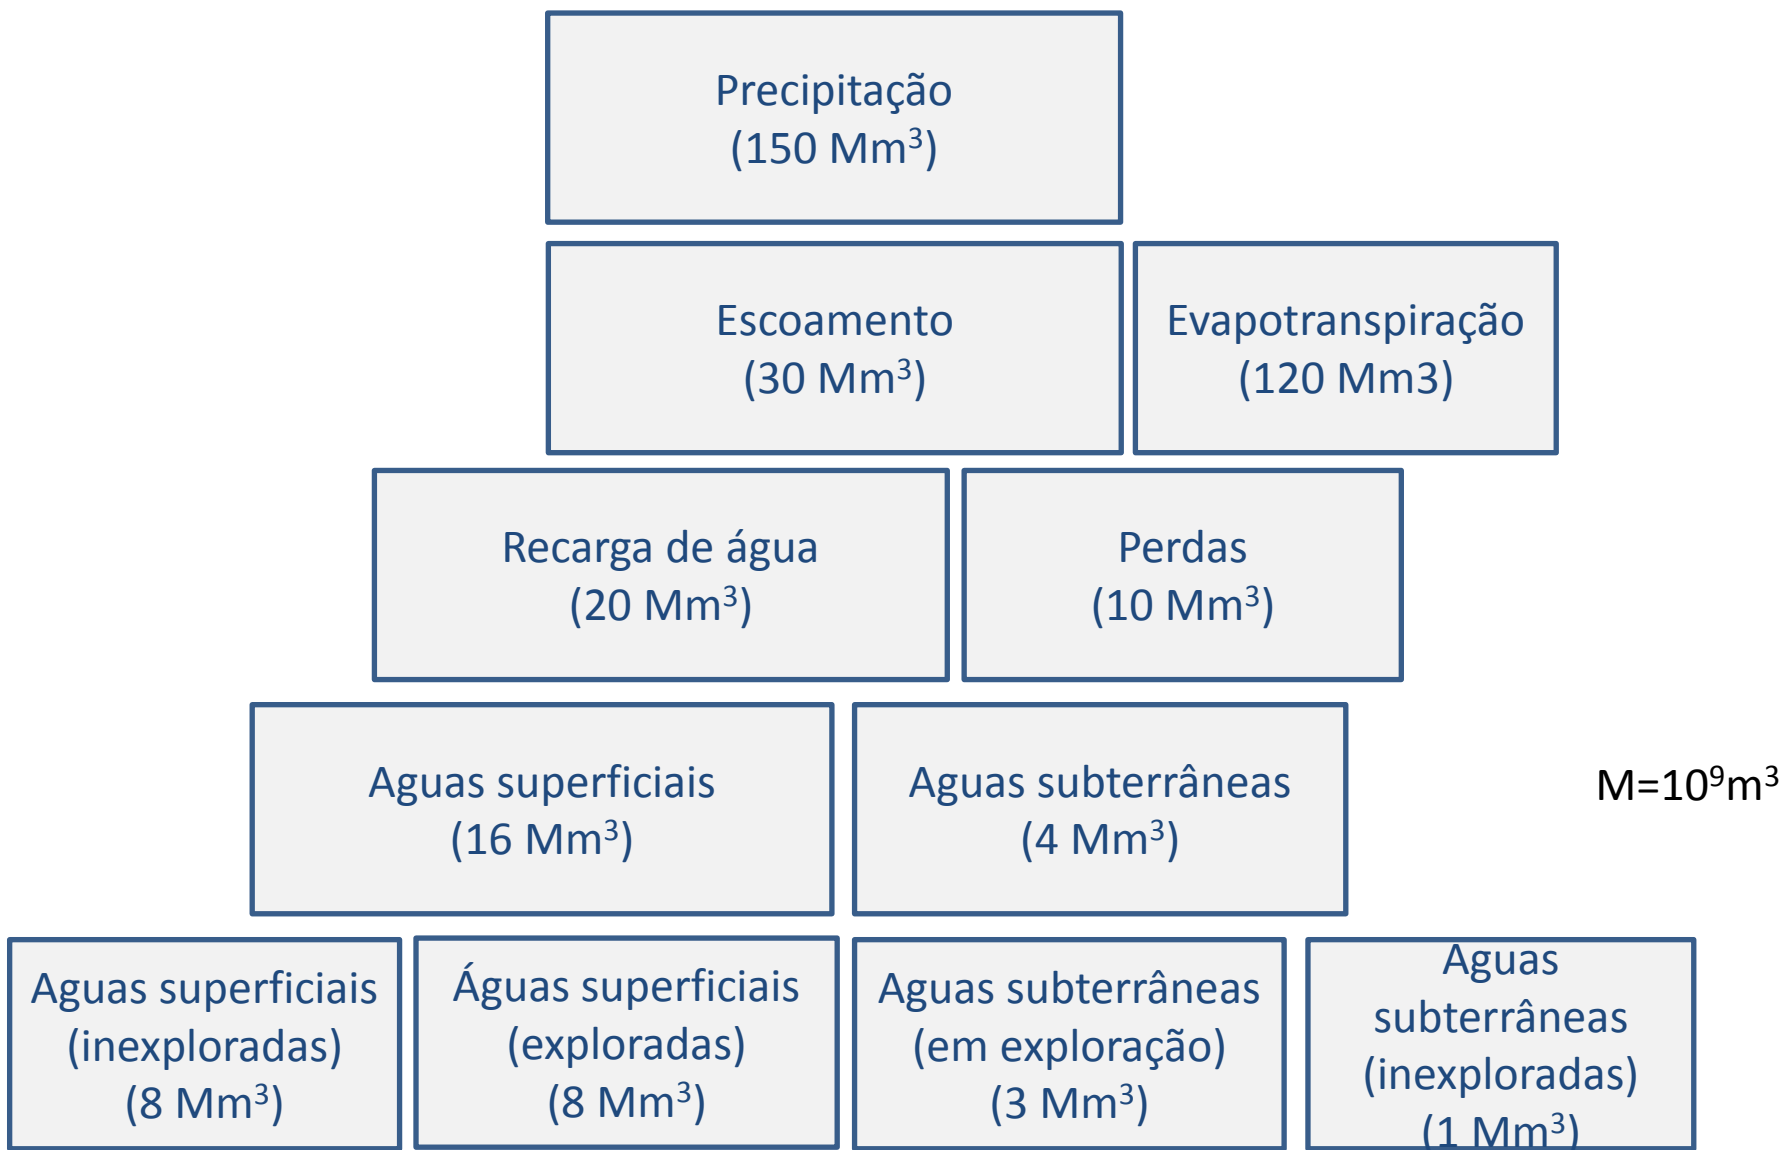 Precipitação
(150 Mm³)
Escoamento
(30 Mm³)
Evapotranspiração
(120 Mm3)
Recarga de água
(20 Mm³)
Perdas
(10 Mm³)
Aguas superficiais
(16 Mm³)
Aguas subterrâneas
(4 Mm³)
M=10⁹m³
Aguas superficiais
(inexploradas)
(8 Mm³)
Águas superficiais
(exploradas)
(8 Mm³)
Aguas subterrâneas
(em exploração)
(3 Mm³)
Aguas
subterrâneas
(inexploradas)
(1 Mm³)